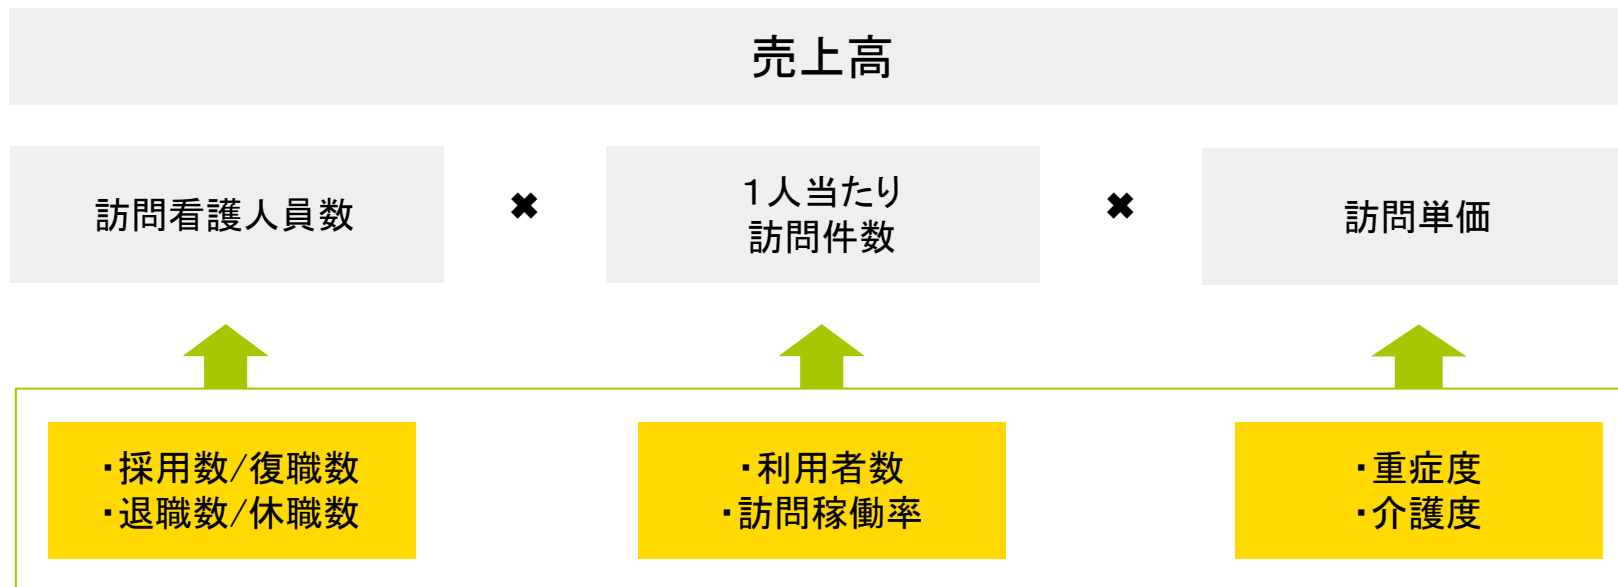 売上高
訪問看護人員数
✖
1人当たり
訪問件数
✖
訪問単価
・採用数/復職数
・退職数/休職数
・利用者数
・訪問稼働率
・重症度
・介護度